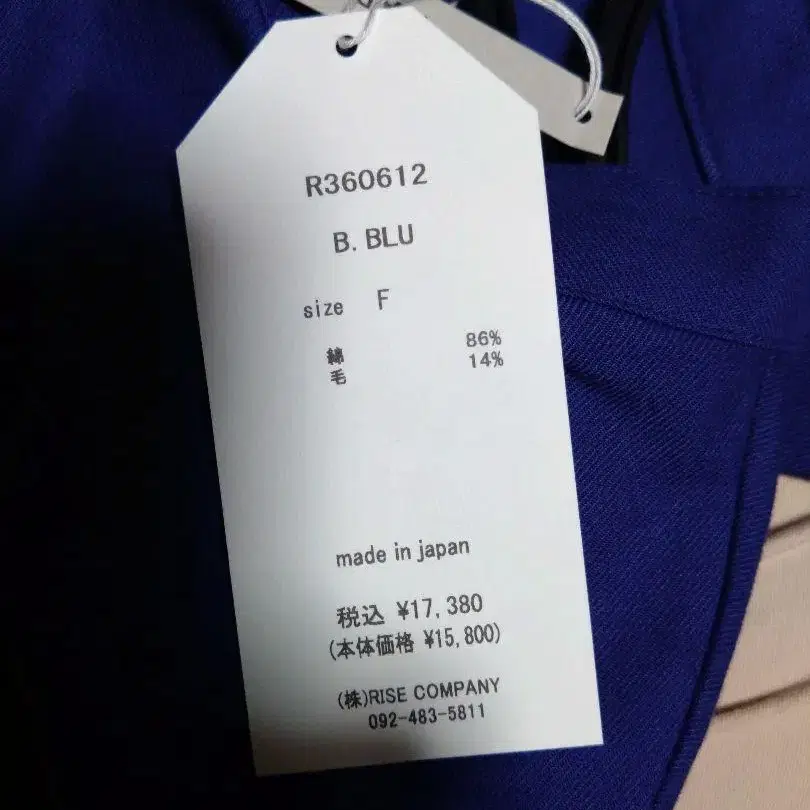 R360612
B. BLU
size F
綿 86%
毛 14%
made in japan
税込 ¥17,380
(本体価格 ¥15,800)
(株)RISE COMPANY
092-483-5811